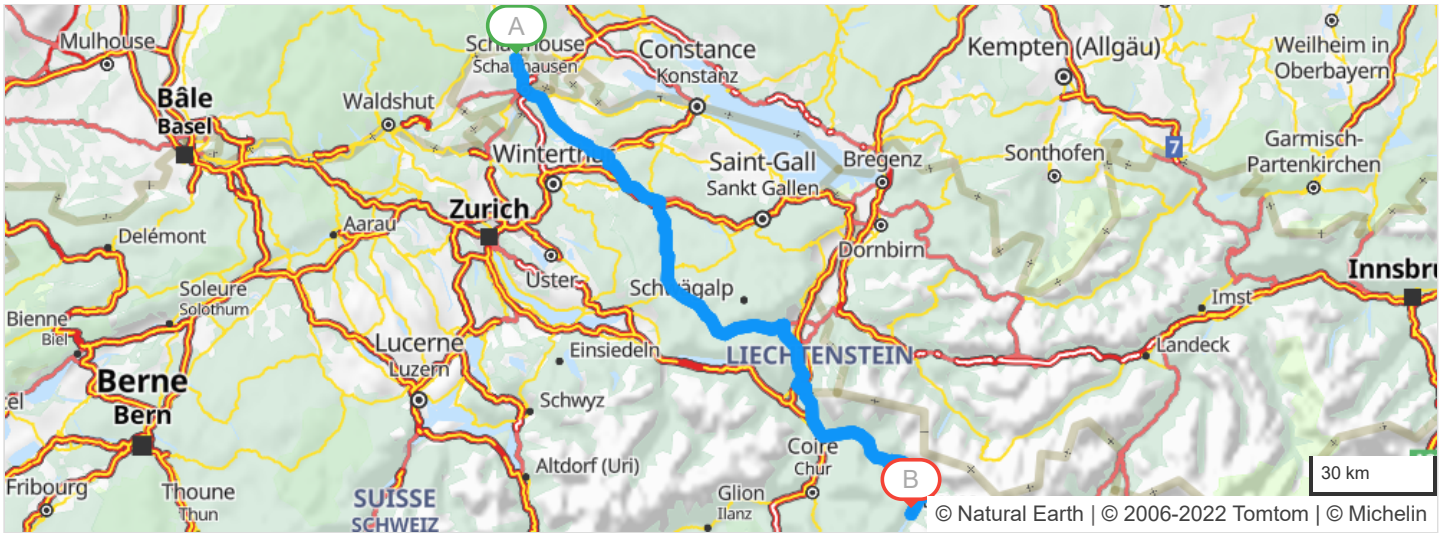 A
Mulhouse
Constance
Konstanz
Kempten (Allgäu)
Weilheim in
Oberbayern
Schaffhausen
Bâle
Basel
Waldshut
7
Garmisch-
Partenkirchen
Saint-Gall
Sankt Gallen
Bregenz
Sonthofen
Zurich
Aarau
Delémont
Dornbirn
Innsbru
Uster
Soleure
Solothurn
Imst
Bienne
Biel
Lucerne
Luzern
Einsiedeln
LIECHTENSTEIN
Landeck
Berne
Bern
el
Schwyz
Coire
Chur
Altdorf (Uri)
B
30 km
Fribourg
Thoune
Thun
SUISSE
SCHWEIZ
Glion
Ilanz
© Natural Earth | © 2006-2022 Tomtom | © Michelin